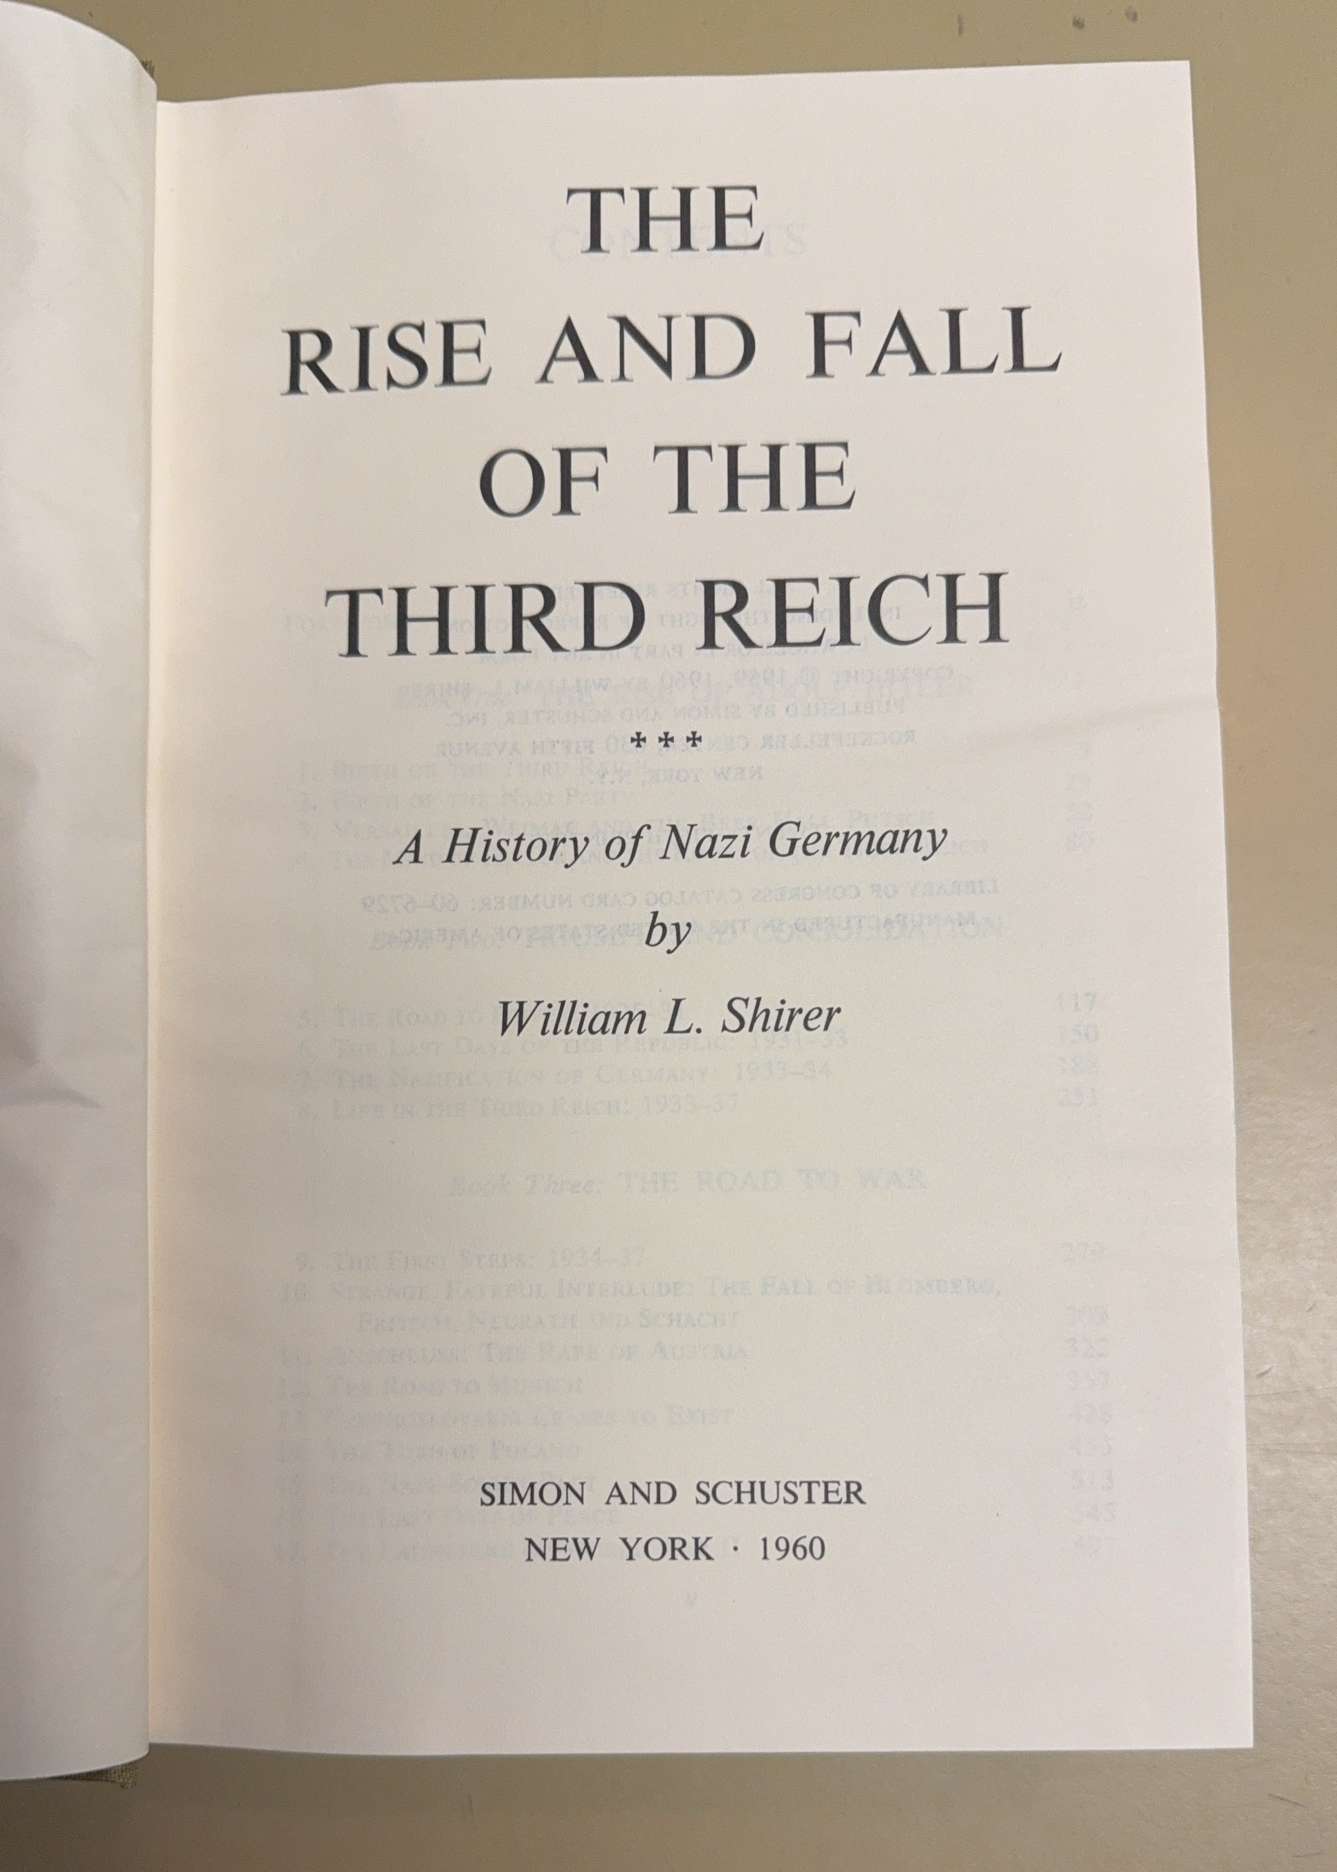 THE
RISE AND FALL
OF THE
THIRD REICH
✠ ✠ ✠
A History of Nazi Germany
by
William L. Shirer
SIMON AND SCHUSTER
NEW YORK · 1960